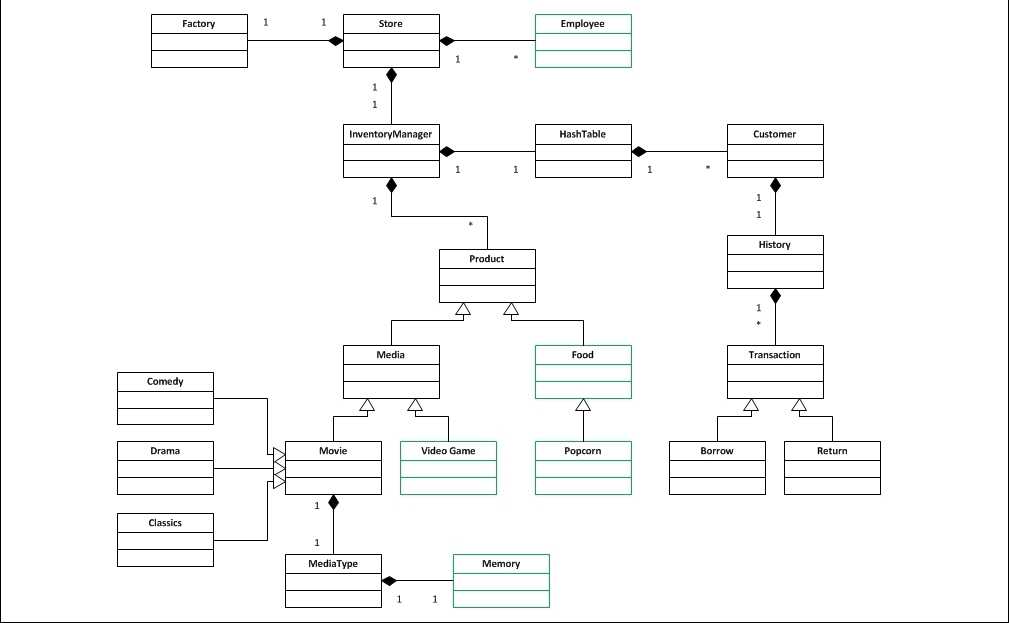 Factory
1
1
Store
Employee
1
*
1
1
InventoryManager
HashTable
Customer
1
1
1
*
1
*
1
1
Product
History
1
*
Media
Food
Transaction
Comedy
Drama
Movie
Video Game
Popcorn
Borrow
Return
Classics
1
1
MediaType
Memory
1
1